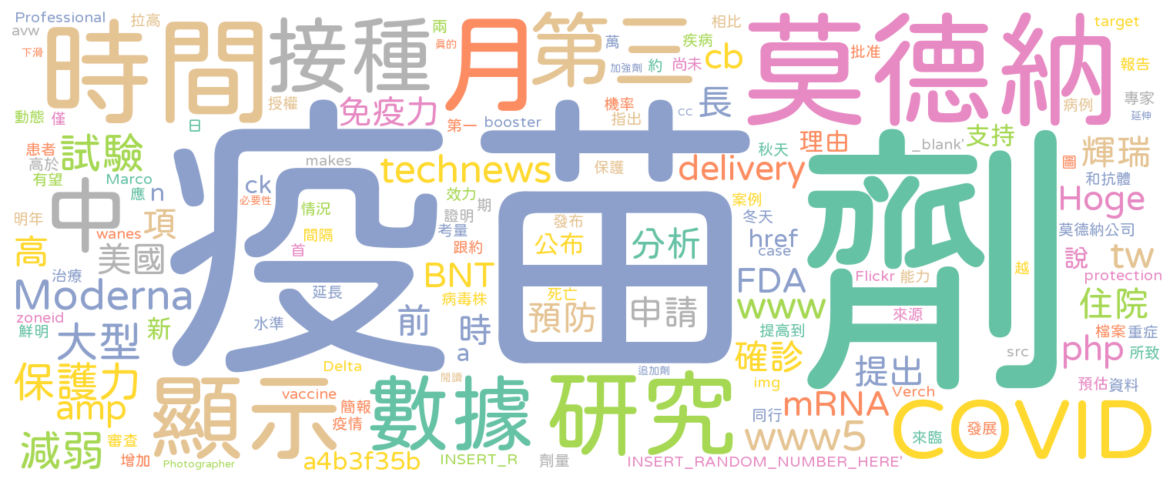 Professional
avw
下滑
拉高
時間
接種
兩
真的
月
第三
萬
加強劑
疾病
約
尚未
相比
cb
莫德納
target
批准
報告
病例
專家
延伸
動態
僅
授權
日
免疫力
第一
booster
機率
指出
長
cc
理由
秋天
_blank'
支持
圖
輝瑞
和抗體
患者
高於
有望
試驗
Marco
應
n
makes
ck
必要性
technews
保護
delivery
疫苗
劑
中
明年
wanes
項
高
美國
情況
間隔
首
效力
證明
期
考量
跟約
發布
公布
分析
案例
冬天
href
case
Hoge
莫德納公司
說
tw
越
protection
治療
Moderna
zoneid
鮮明
大型
新
延長
水準
前
BNT
病毒株
時
a
死亡
預防
申請
FDA
www
提高到
Flickr
能力
來源
住院
檔案
重症
php
所致
src
保護力
amp
Delta
顯示
vaccine
簡報
疫情
閱讀
數據
研究
追加劑
確診
img
提出
mRNA
Verch
預估
資料
減弱
審查
增加
Photographer
a4b3f35b
INSERT_R
劑量
INSERT_RANDOM_NUMBER_HERE'
同行
www5
COVID
來臨
發展